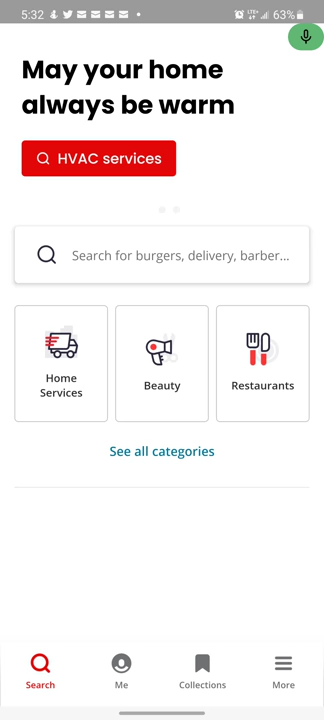 5:32
LTE+
63%
May your home
always be warm
HVAC services
Search for burgers, delivery, barber...
Home
Services
Beauty
Restaurants
See all categories
Search
Me
Collections
More